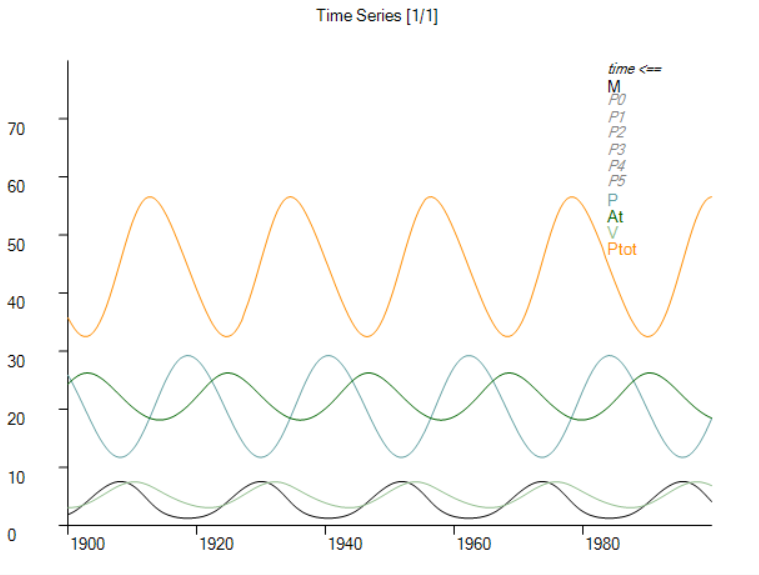 Time Series [1/1]
time <==
M
P0
P1
P2
P3
P4
P5
P
At
V
Ptot
70
60
50
40
30
20
10
0
1900 1920 1940 1960 1980